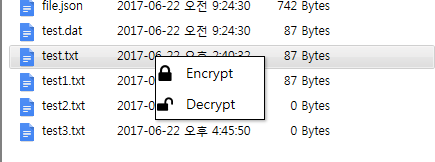 file.json 2017-06-22 오전 9:24:30 742 Bytes
test.dat 2017-06-22 오전 9:24:30 87 Bytes
test.txt 2017-06-22 오후 2:40:32 87 Bytes
Encrypt
test1.txt 2017-06 87 Bytes
Decrypt
test2.txt 2017-06 0 Bytes
test3.txt 2017-06-22 오후 4:45:50 0 Bytes